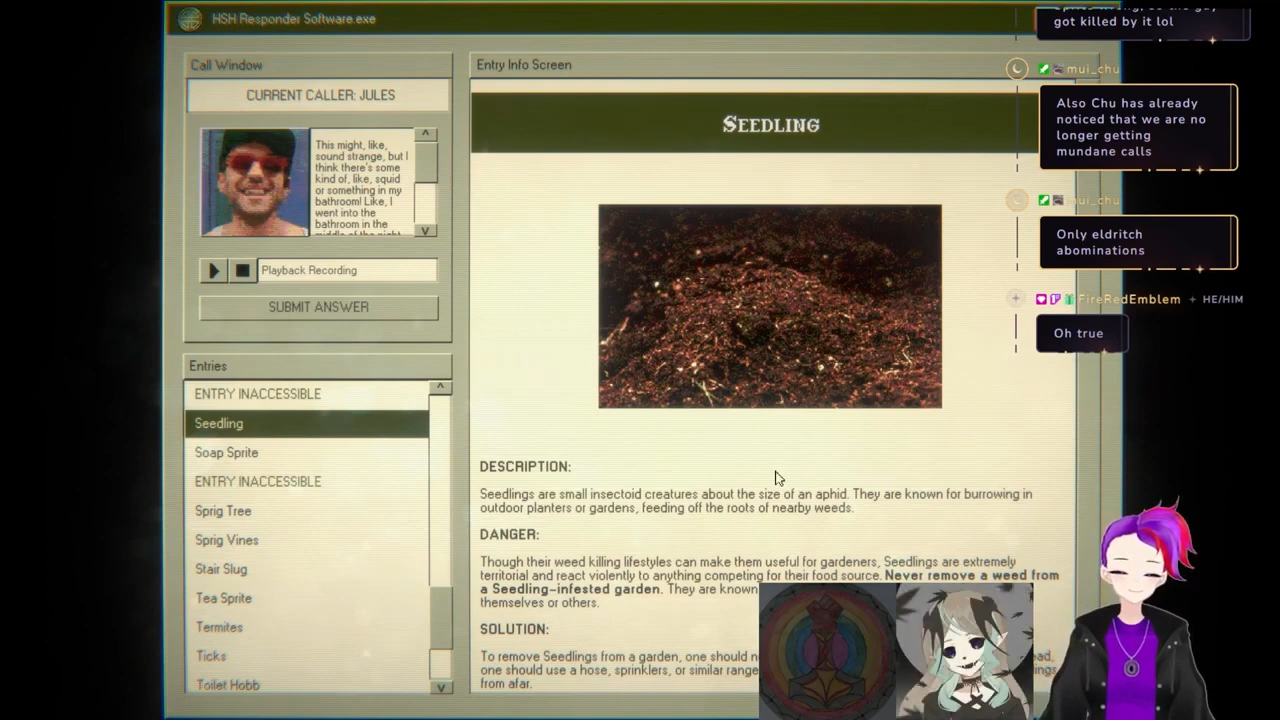 HSH Responder Software.exe
Call Window
CURRENT CALLER: JULES
This might, like,
sound strange, but I
think there's some
kind of, like, squid
or something in my
bathroom! Like, I
went into the
bathroom in the
middle of the night
Playback Recording
SUBMIT ANSWER
Entries
ENTRY INACCESSIBLE
Seedling
Soap Sprite
ENTRY INACCESSIBLE
Sprig Tree
Sprig Vines
Stair Slug
Tea Sprite
Termites
Ticks
Toilet Hobb
Entry Info Screen
SEEDLING
DESCRIPTION:
Seedlings are small insectoid creatures about the size of an aphid. They are known for burrowing in
outdoor planters or gardens, feeding off the roots of nearby weeds.
DANGER:
Though their weed killing lifestyles can make them useful for gardeners, Seedlings are extremely
territorial and react violently to anything competing for their food source. Never remove a weed from
a Seedling-infested garden. They are known
themselves or others.
SOLUTION:
To remove Seedlings from a garden, one should
one should use a hose, sprinklers, or similar range
from afar.
got killed by it lol
mui_chu
Also Chu has already
noticed that we are no
longer getting
mundane calls
mui_chu
Only eldritch
abominations
FireRedEmblem + HE/HIM
Oh true